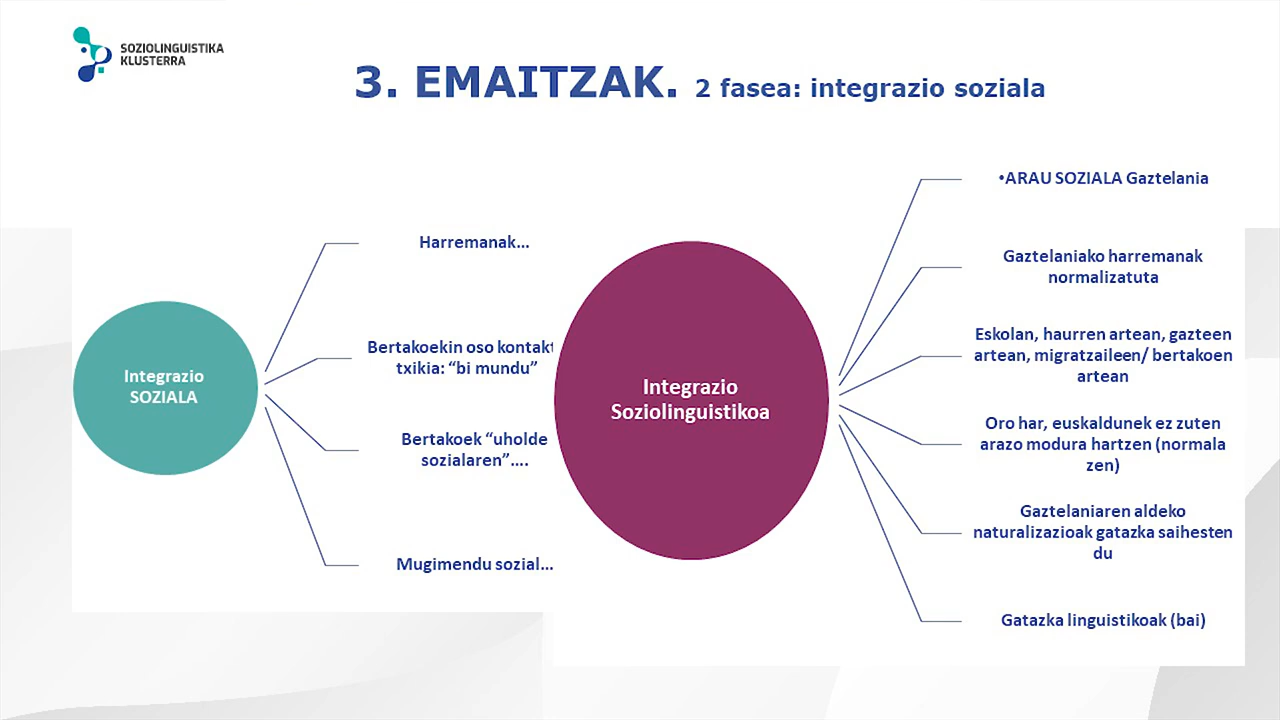 SOZIOLINGUISTIKA
KLUSTERRA
3. EMAITZAK. 2 fasea: integrazio soziala
Integrazio
SOZIALA
Harremanak...
Bertakoekin oso kontakt
txikia: “bi mundu”
Bertakoek “uholde
sozialaren”....
Mugimendu sozial...
Integrazio
Soziolinguistikoa
•ARAU SOZIALA Gaztelania
Gaztelaniako harremanak
normalizatuta
Eskolan, haurren artean, gazteen
artean, migratzaileen/ bertakoen
artean
Oro har, euskaldunek ez zuten
arazo modura hartzen (normala
zen)
Gaztelaniaren aldeko
naturalizazioak gatazka saihesten
du
Gatazka linguistikoak (bai)